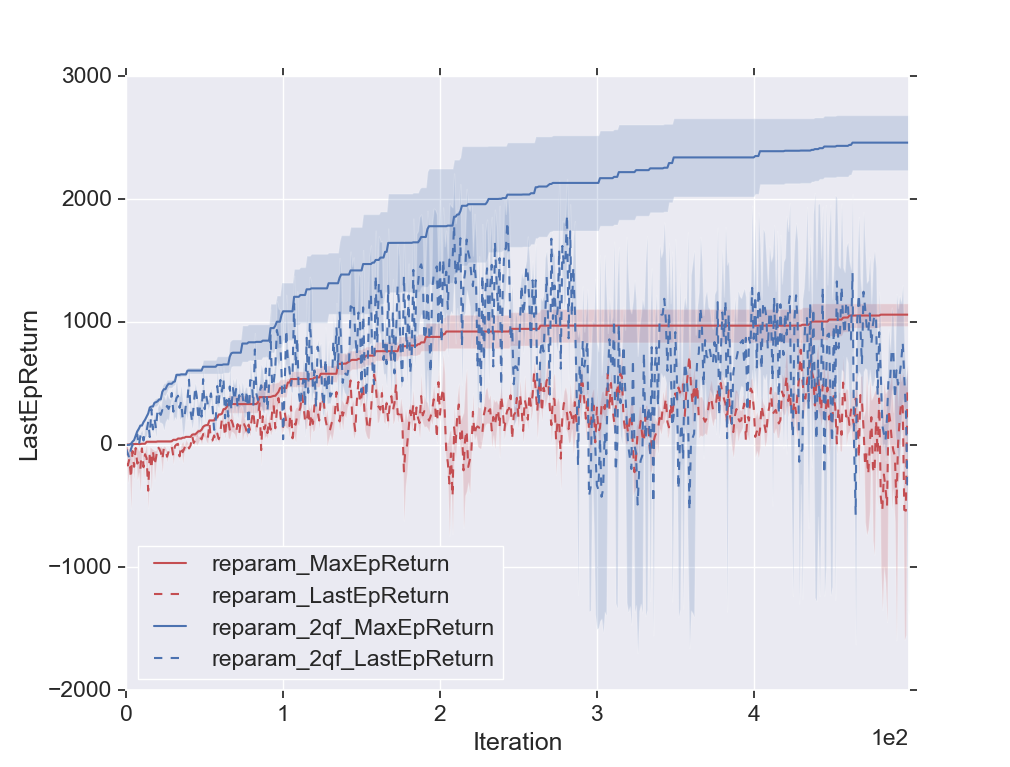 3000
2000
1000
0
−1000
−2000
LastEpReturn
reparam_MaxEpReturn
reparam_LastEpReturn
reparam_2qf_MaxEpReturn
reparam_2qf_LastEpReturn
0 1 2 3 4
1e2
Iteration